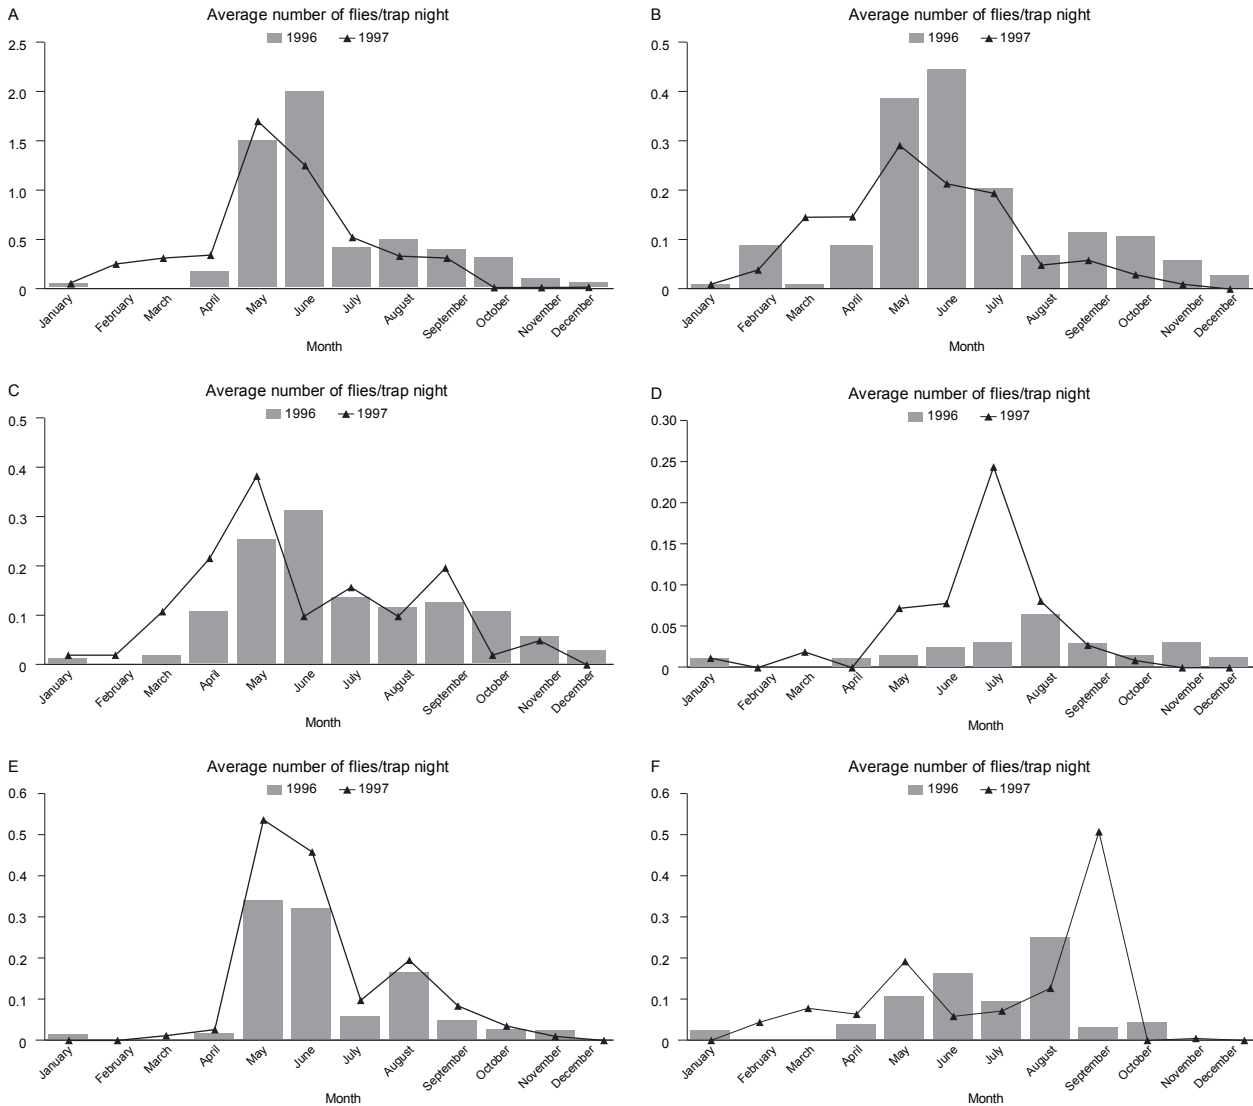 A
Average number of flies/trap night
1996 1997
2.5
2.0
1.5
1.0
0.5
0
January February March April May June July August September October November December
Month
B
Average number of flies/trap night
1996 1997
0.5
0.4
0.3
0.2
0.1
0
January February March April May June July August September October November December
Month
C
Average number of flies/trap night
1996 1997
0.5
0.4
0.3
0.2
0.1
0
January February March April May June July August September October November December
Month
D
Average number of flies/trap night
1996 1997
0.30
0.25
0.20
0.15
0.10
0.05
0
January February March April May June July August September October November December
Month
E
Average number of flies/trap night
1996 1997
0.6
0.5
0.4
0.3
0.2
0.1
0
January February March April May June July August September October November December
Month
F
Average number of flies/trap night
1996 1997
0.6
0.5
0.4
0.3
0.2
0.1
0
January February March April May June July August September October November December
Month